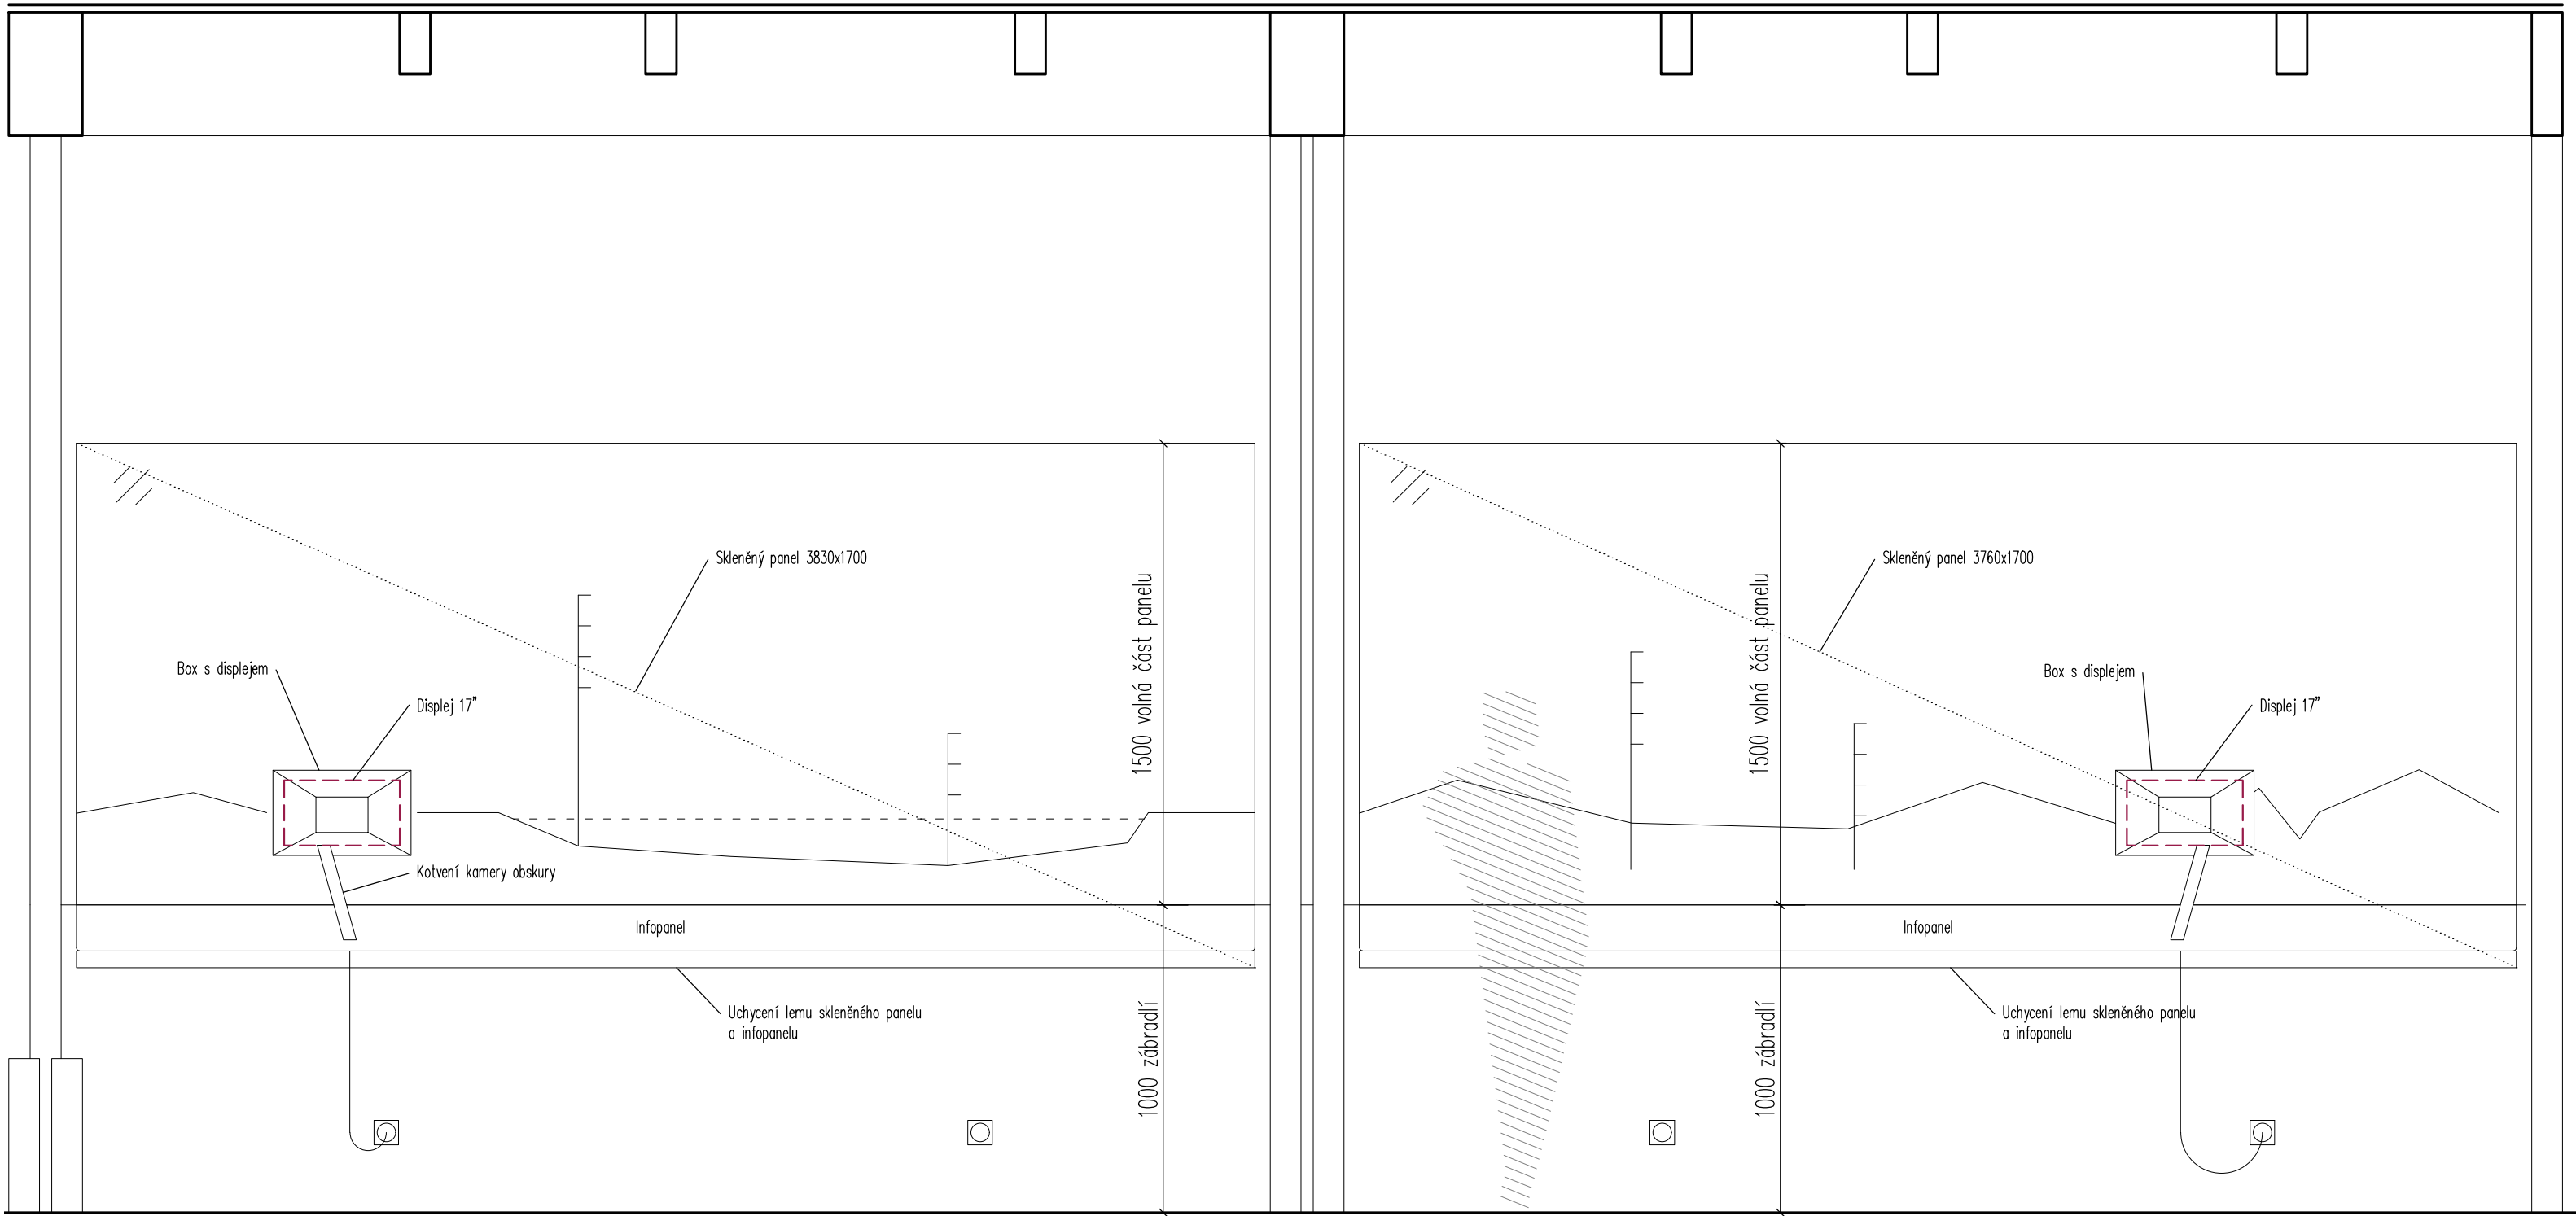 Skleněný panel 3830x1700
Box s displejem
Displej 17"
Kotvení kamery obskury
Infopanel
Uchycení lemu skleněného panelu
a infopanelu
1500 volná část panelu
1000 zábradlí
Skleněný panel 3760x1700
Box s displejem
Displej 17"
Infopanel
Uchycení lemu skleněného panelu
a infopanelu
1500 volná část panelu
1000 zábradlí